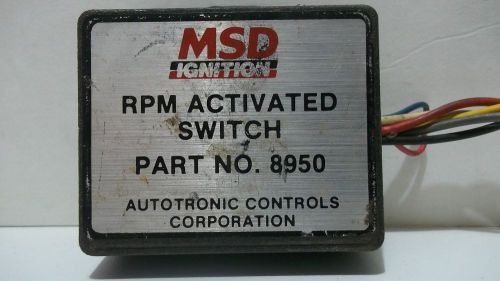 MSD
IGNITION
RPM ACTIVATED
SWITCH
PART NO. 8950
AUTOTRONIC CONTROLS
CORPORATION